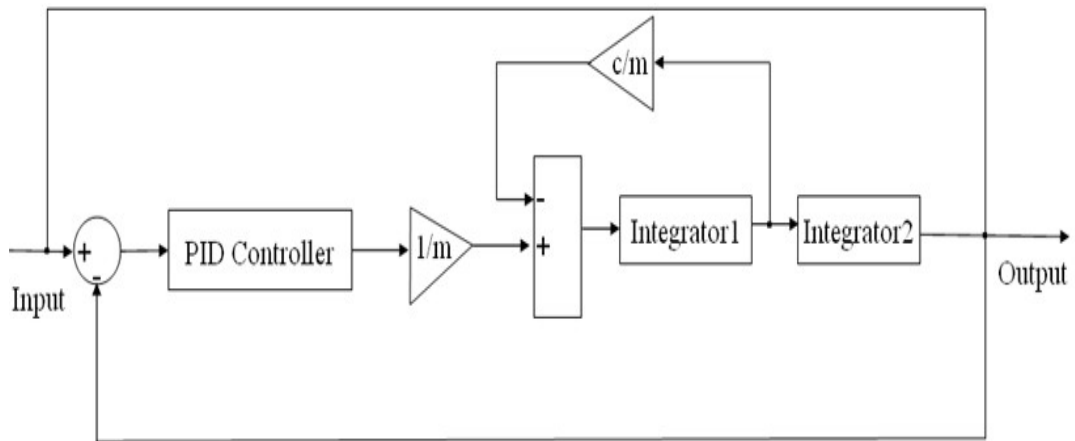 c/m
-
+
PID Controller
1/m
+
Integrator1
Integrator2
-
Input
Output